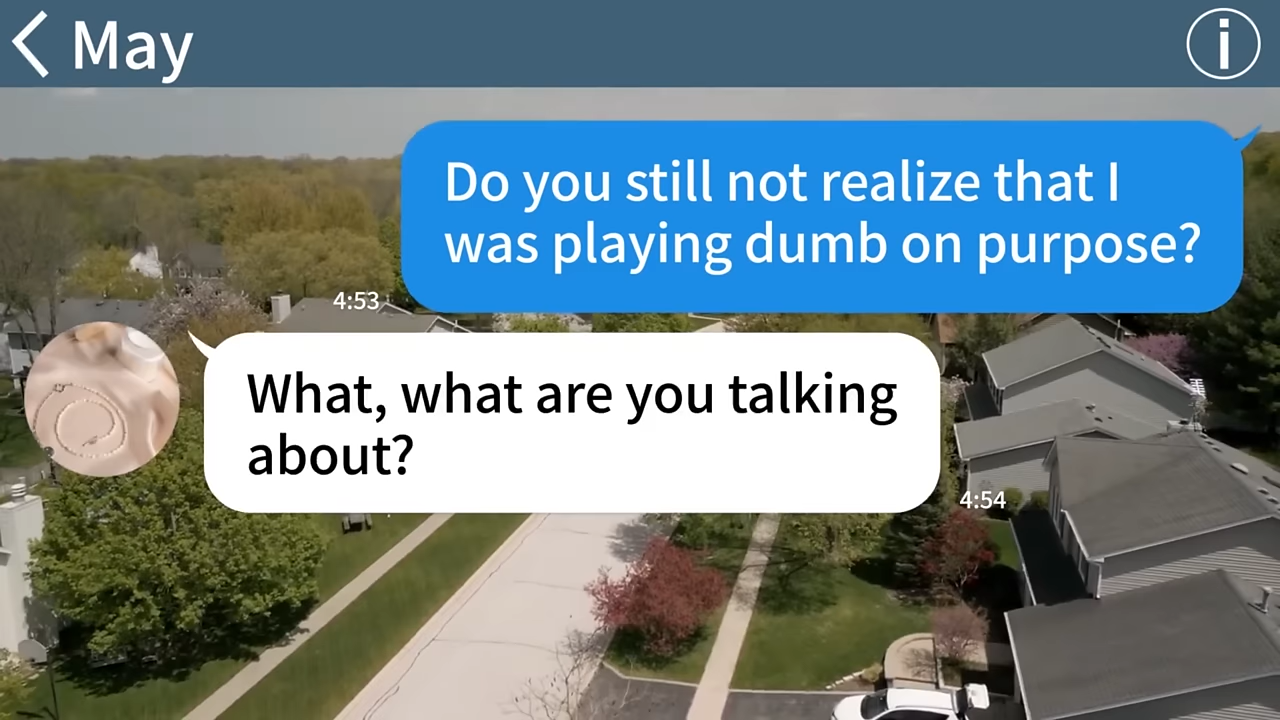 May
Do you still not realize that I
was playing dumb on purpose?
4:53
What, what are you talking
about?
4:54